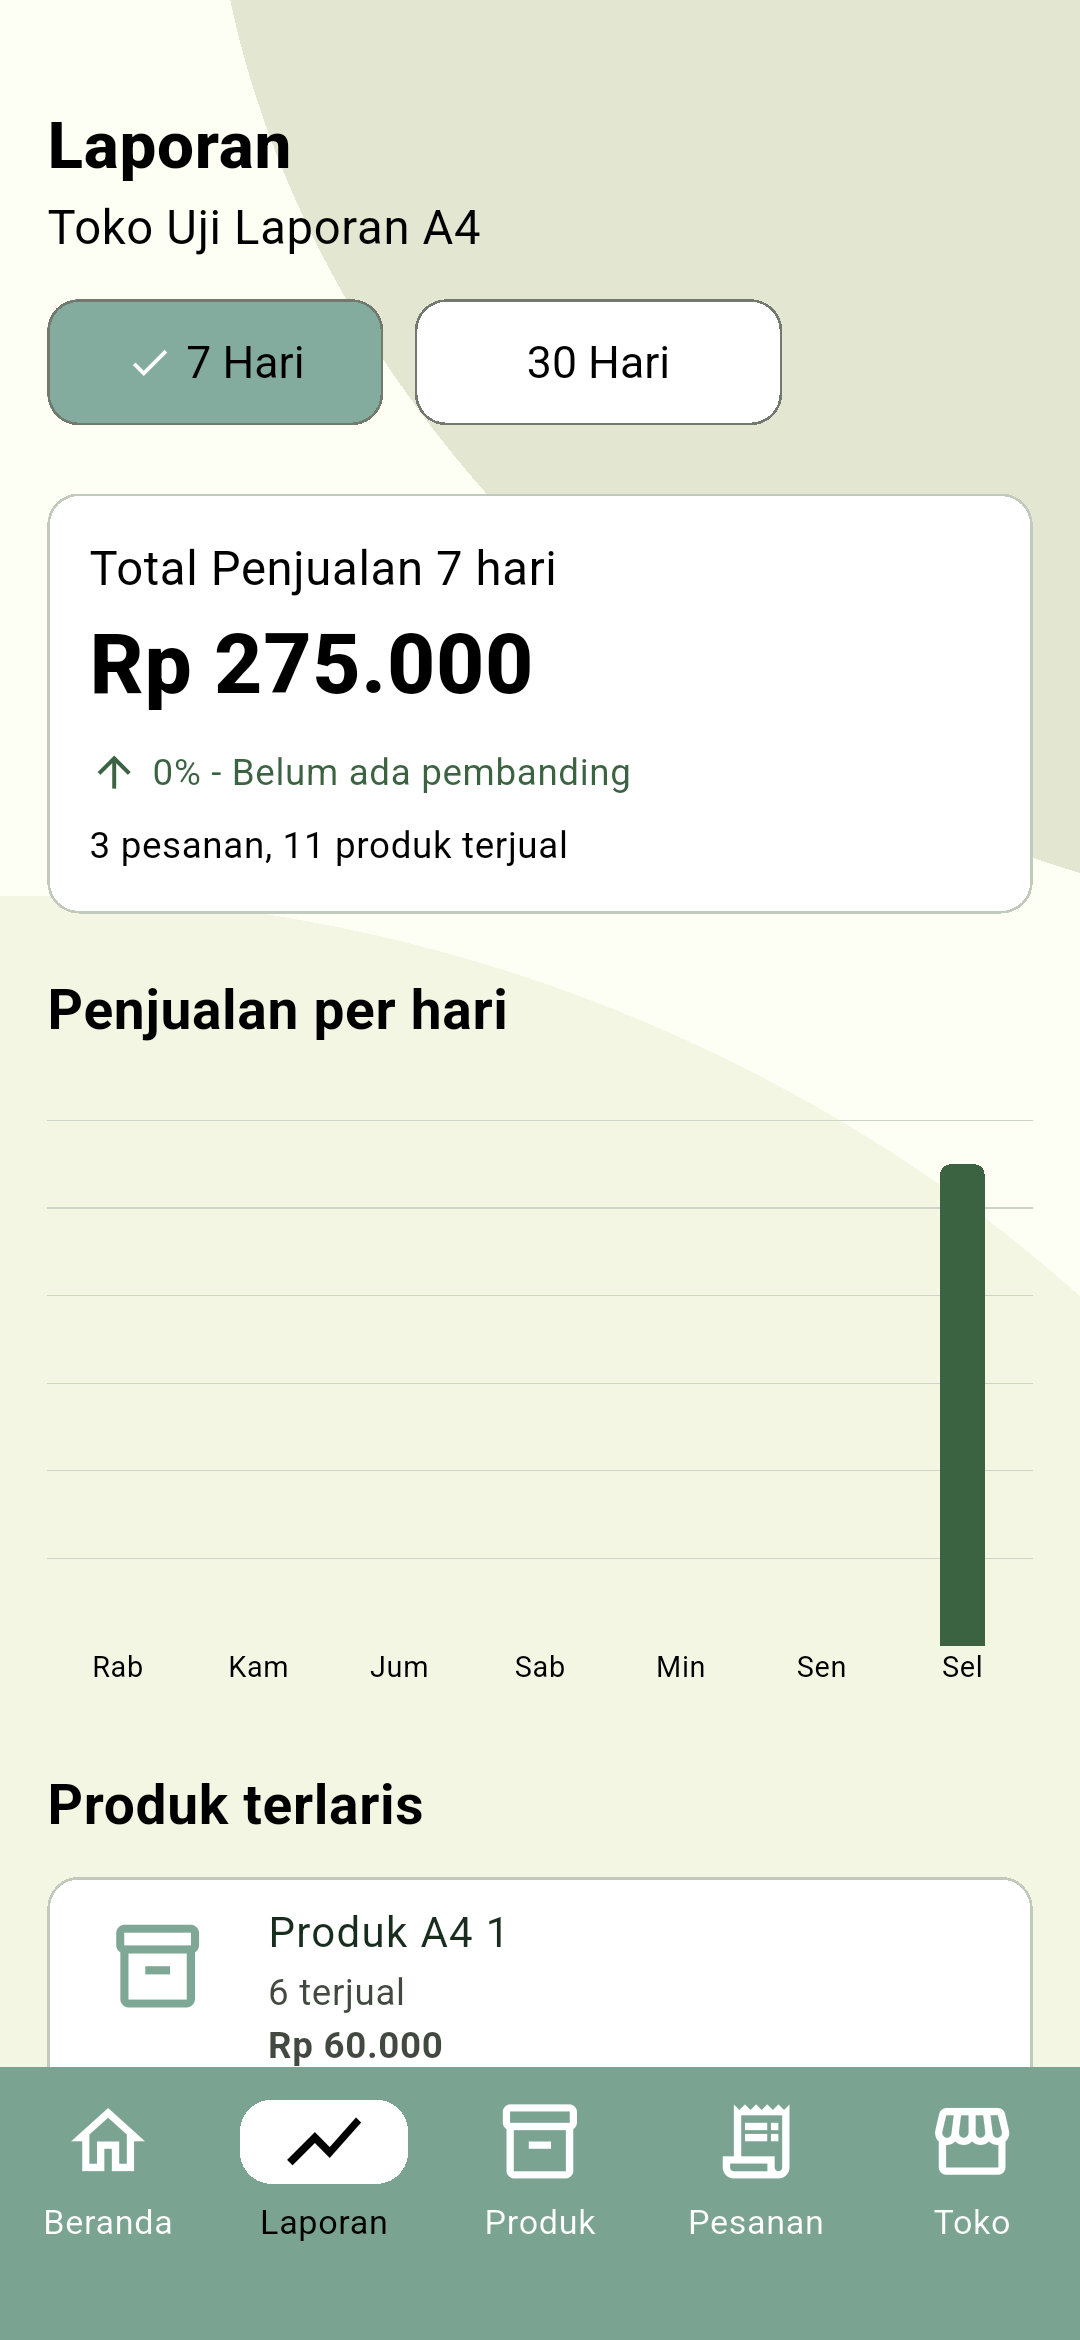 Laporan
Toko Uji Laporan A4
7 Hari
30 Hari
Total Penjualan 7 hari
Rp 275.000
0% - Belum ada pembanding
3 pesanan, 11 produk terjual
Penjualan per hari
Rab Kam Jum Sab Min Sen Sel
Produk terlaris
Produk A4 1
6 terjual
Rp 60.000
Beranda Laporan Produk Pesanan Toko